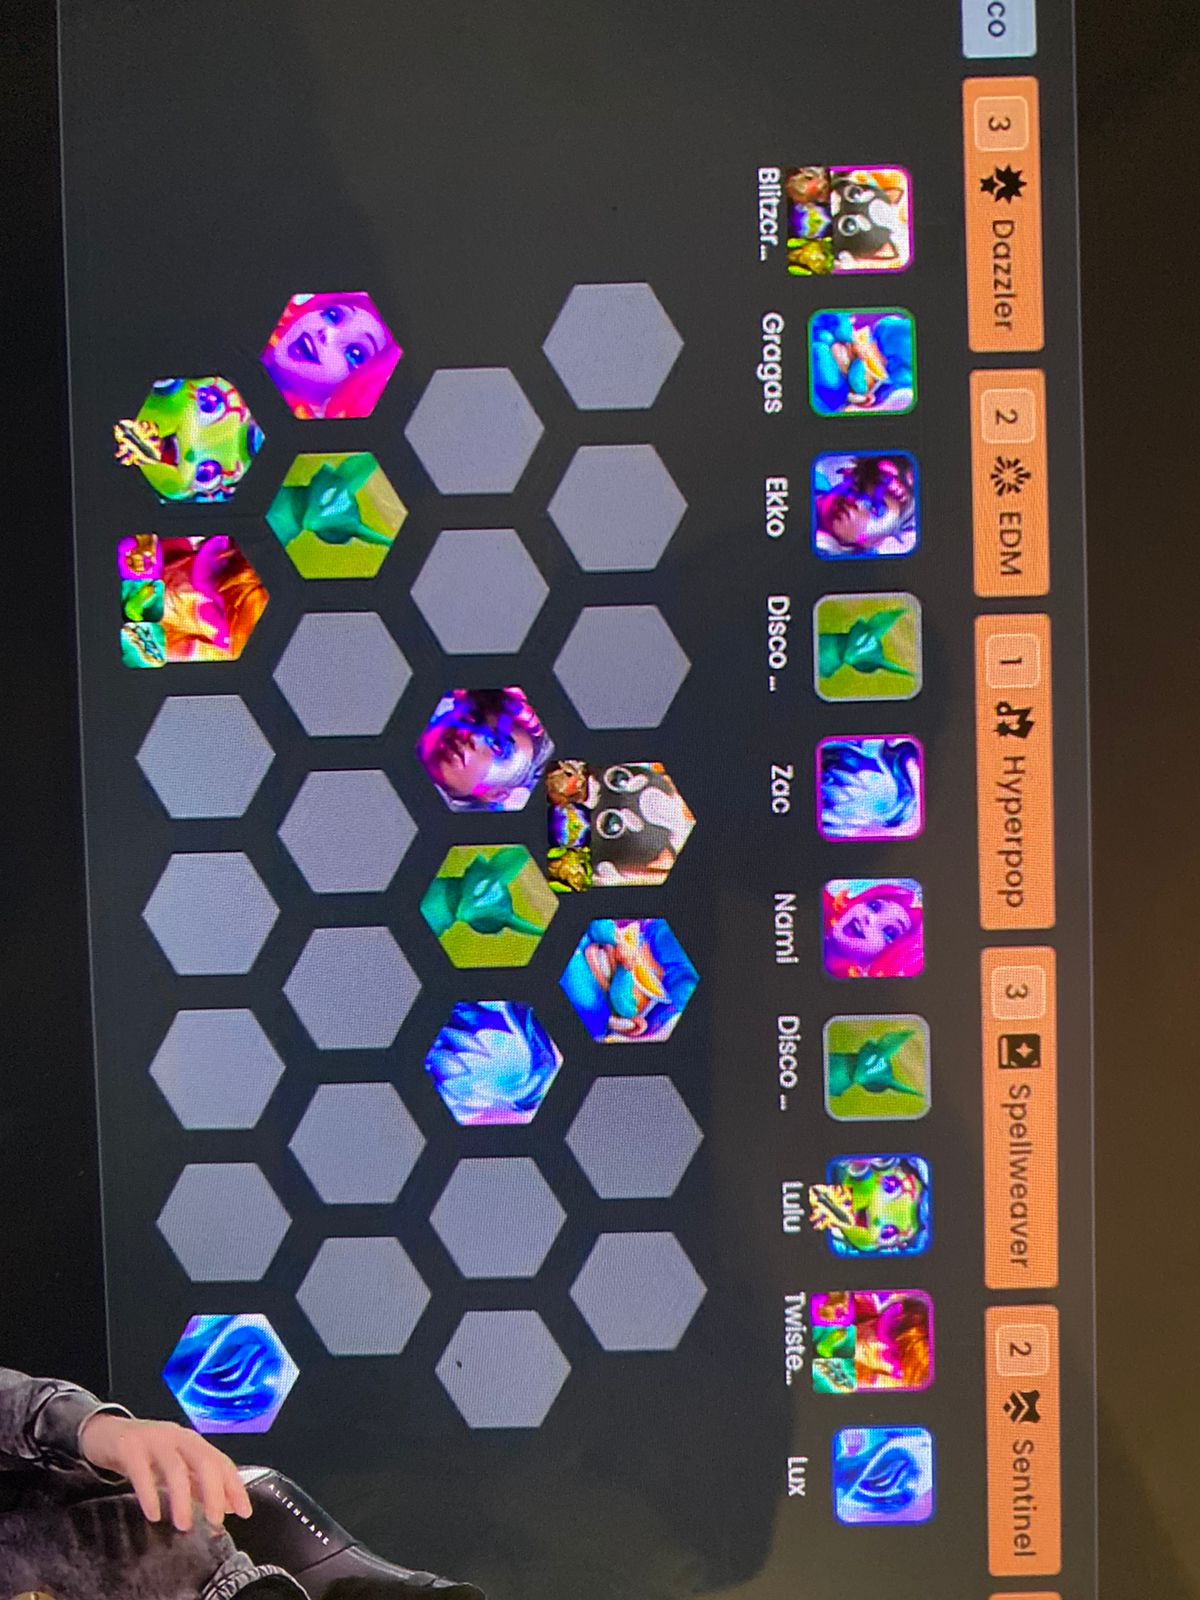 co
3 Dazzler
2 EDM
1 Hyperpop
3 Spellweaver
2 Sentinel
Blitzcr...
Gragas
Ekko
Disco ...
Zac
Nami
Disco ...
Lulu
Twiste...
Lux
ALIENWARE